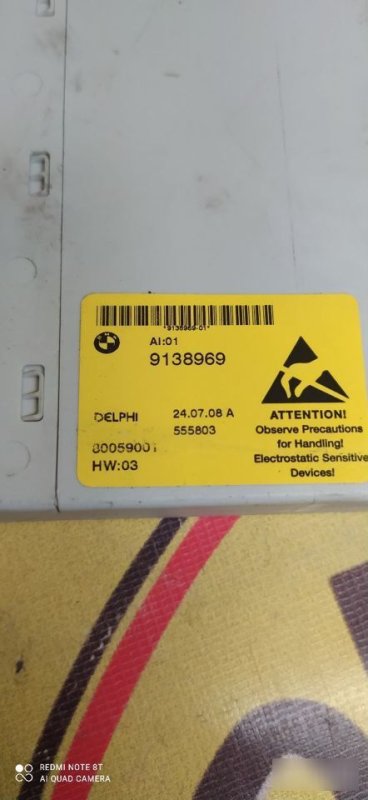 *9138969-01*
AI:01
9138969
DELPHI 24.07.08 A
555803
80059001
HW:03
ATTENTION!
Observe Precautions
for Handling!
Electrostatic Sensitive
Devices!
REDMI NOTE 8T
AI QUAD CAMERA